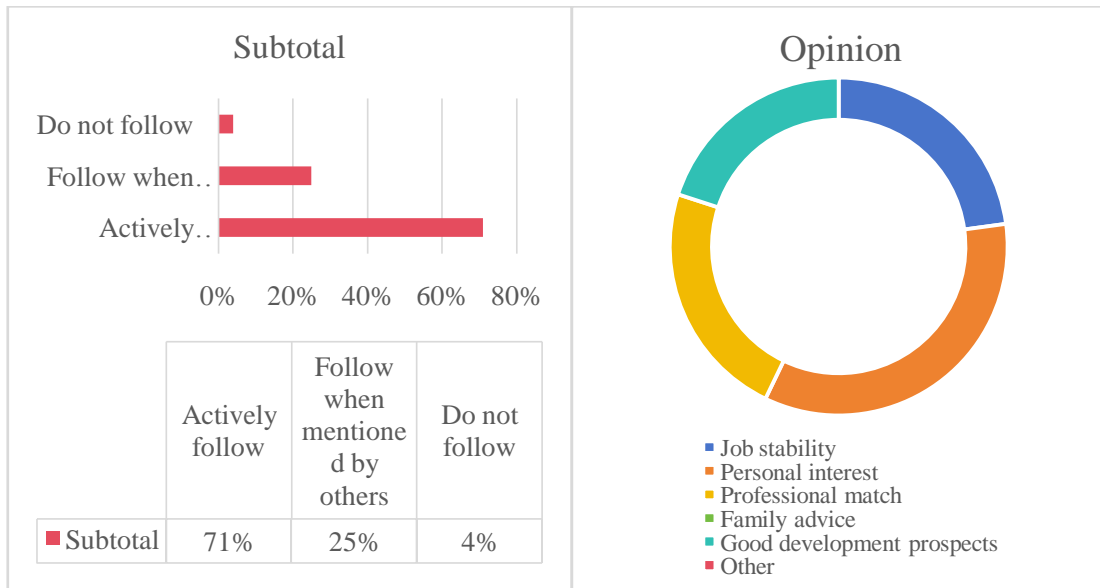 Subtotal
Do not follow
Follow when..
Actively..
0% 20% 40% 60% 80%
Actively
follow
Follow
when
mentione
d by
others
Do not
follow
Subtotal 71% 25% 4%
Opinion
Job stability
Personal interest
Professional match
Family advice
Good development prospects
Other